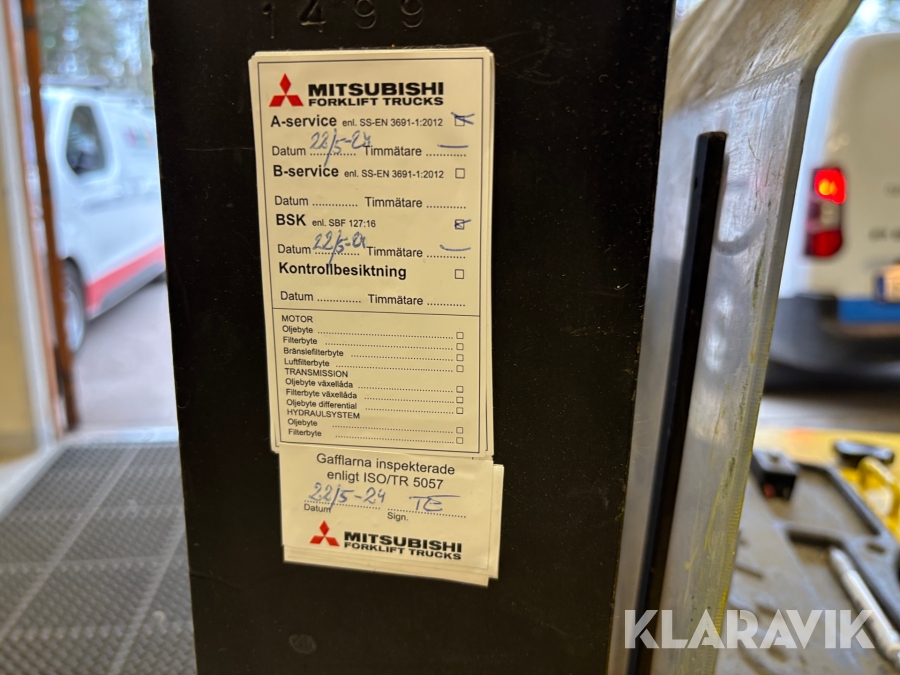 1499
MITSUBISHI
FORKLIFT TRUCKS
A-service enl. SS-EN 3691-1:2012
Datum 22/5-24 Timmätare
B-service enl. SS-EN 3691-1:2012
Datum ............ Timmätare ..........
BSK enl. SBF 127:16
Datum 22/5-24 Timmätare
Kontrollbesiktning
Datum ............ Timmätare ..........
MOTOR
Oljebyte
Filterbyte
Bränslefilterbyte
Luftfilterbyte
TRANSMISSION
Oljebyte växellåda
Filterbyte växellåda
Oljebyte differential
HYDRAULSYSTEM
Oljebyte
Filterbyte
Gafflarna inspekterade
enligt ISO/TR 5057
22/5-24 TE
Datum Sign.
MITSUBISHI
FORKLIFT TRUCKS
KLARAVIK